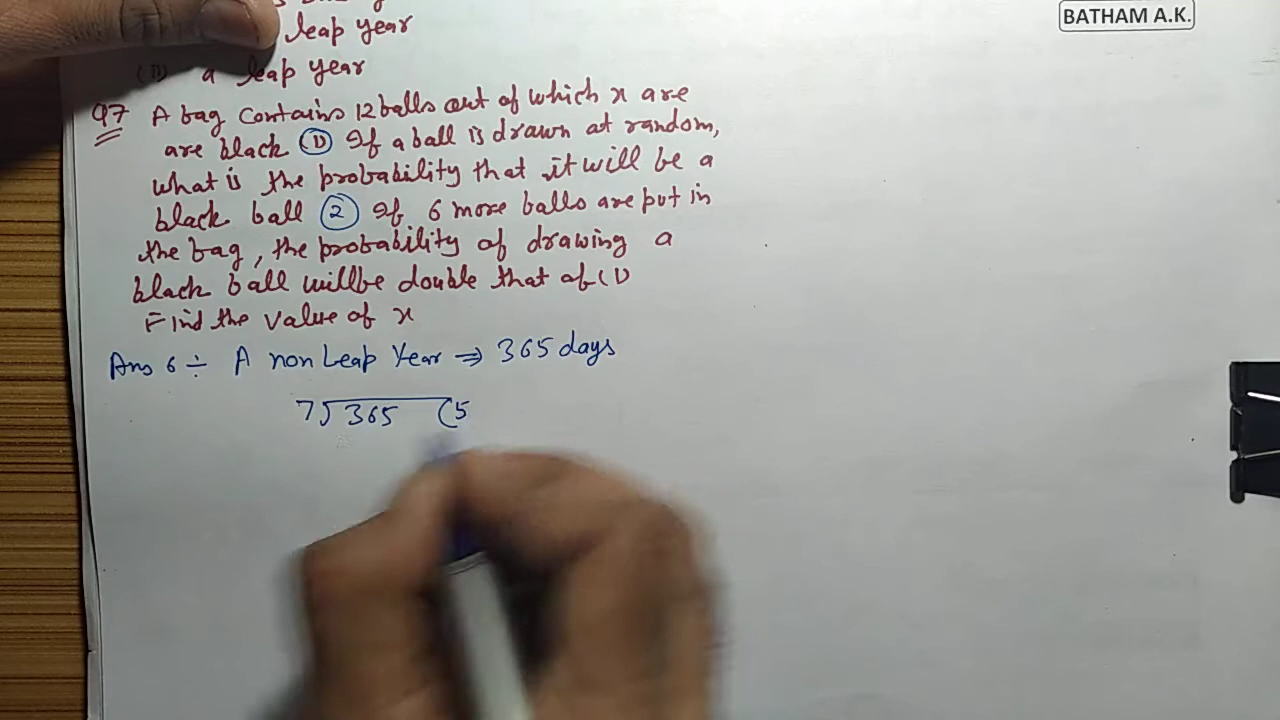 BATHAM A.K.
leap year
(B) a leap year
Q7 A bag contains 12 balls out of which x are
are black (1) If a ball is drawn at random,
what is the probability that it will be a
black ball (2) If 6 more balls are put in
the bag, the probability of drawing a
black ball will be double that of (1)
Find the value of x
Ans 6 ÷ A non Leap Year ⇒ 365 days
7)365(5